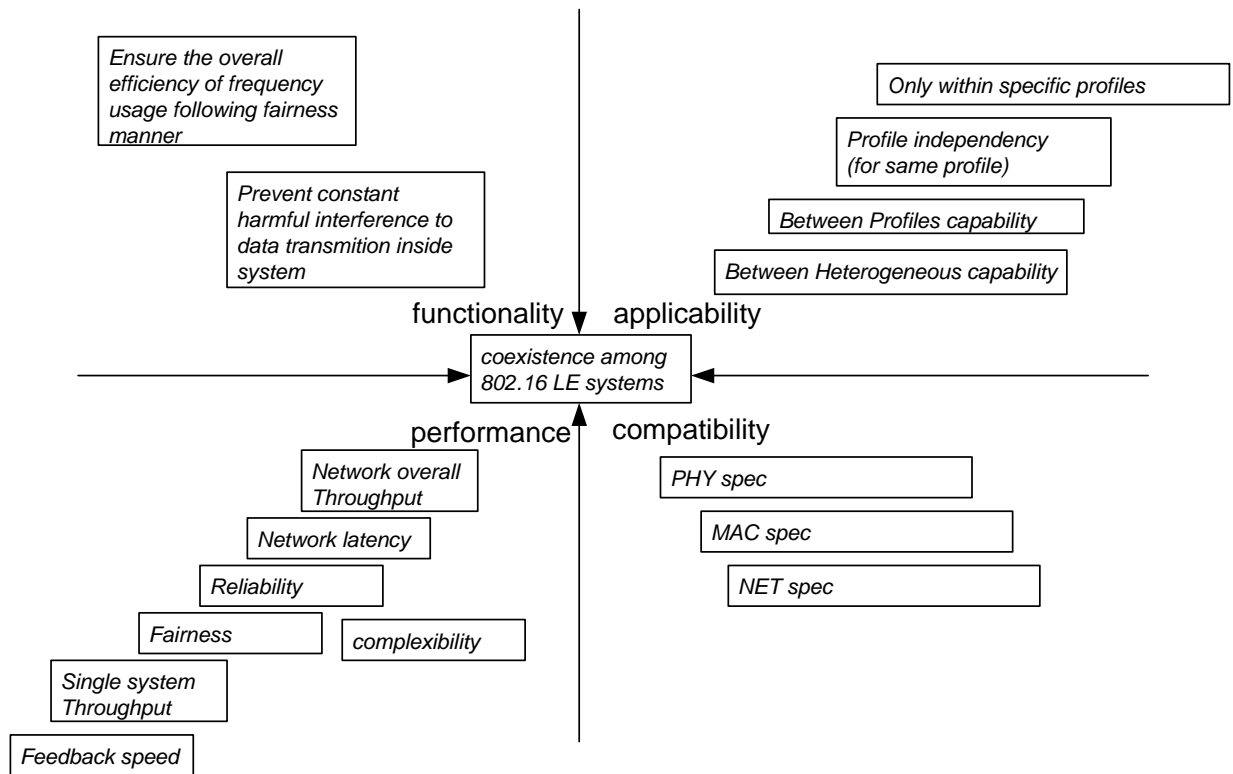 Ensure the overall
efficiency of frequency
usage following fairness
manner
Prevent constant
harmful interference to
data transmition inside
system
Only within specific profiles
Profile independency
(for same profile)
Between Profiles capability
Between Heterogeneous capability
functionality
applicability
coexistence among
802.16 LE systems
performance
compatibility
Network overall
Throughput
Network latency
Reliability
Fairness
complexibility
Single system
Throughput
Feedback speed
PHY spec
MAC spec
NET spec